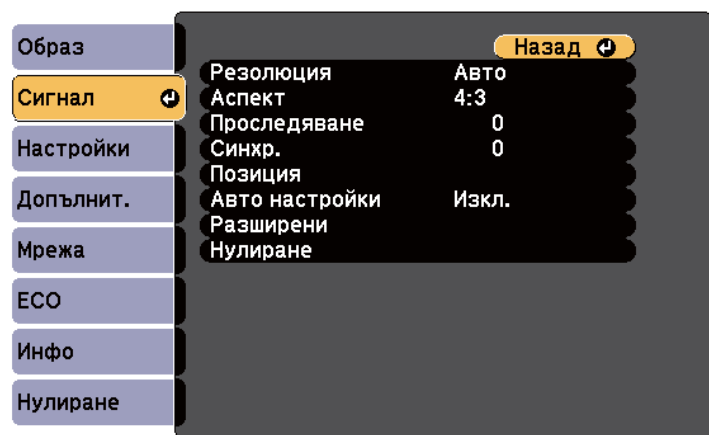 Образ
Сигнал
Настройки
Допълнит.
Мрежа
ECO
Инфо
Нулиране
Назад
Резолюция Авто
Аспект 4:3
Проследяване 0
Синхр. 0
Позиция
Авто настройки Изкл.
Разширени
Нулиране